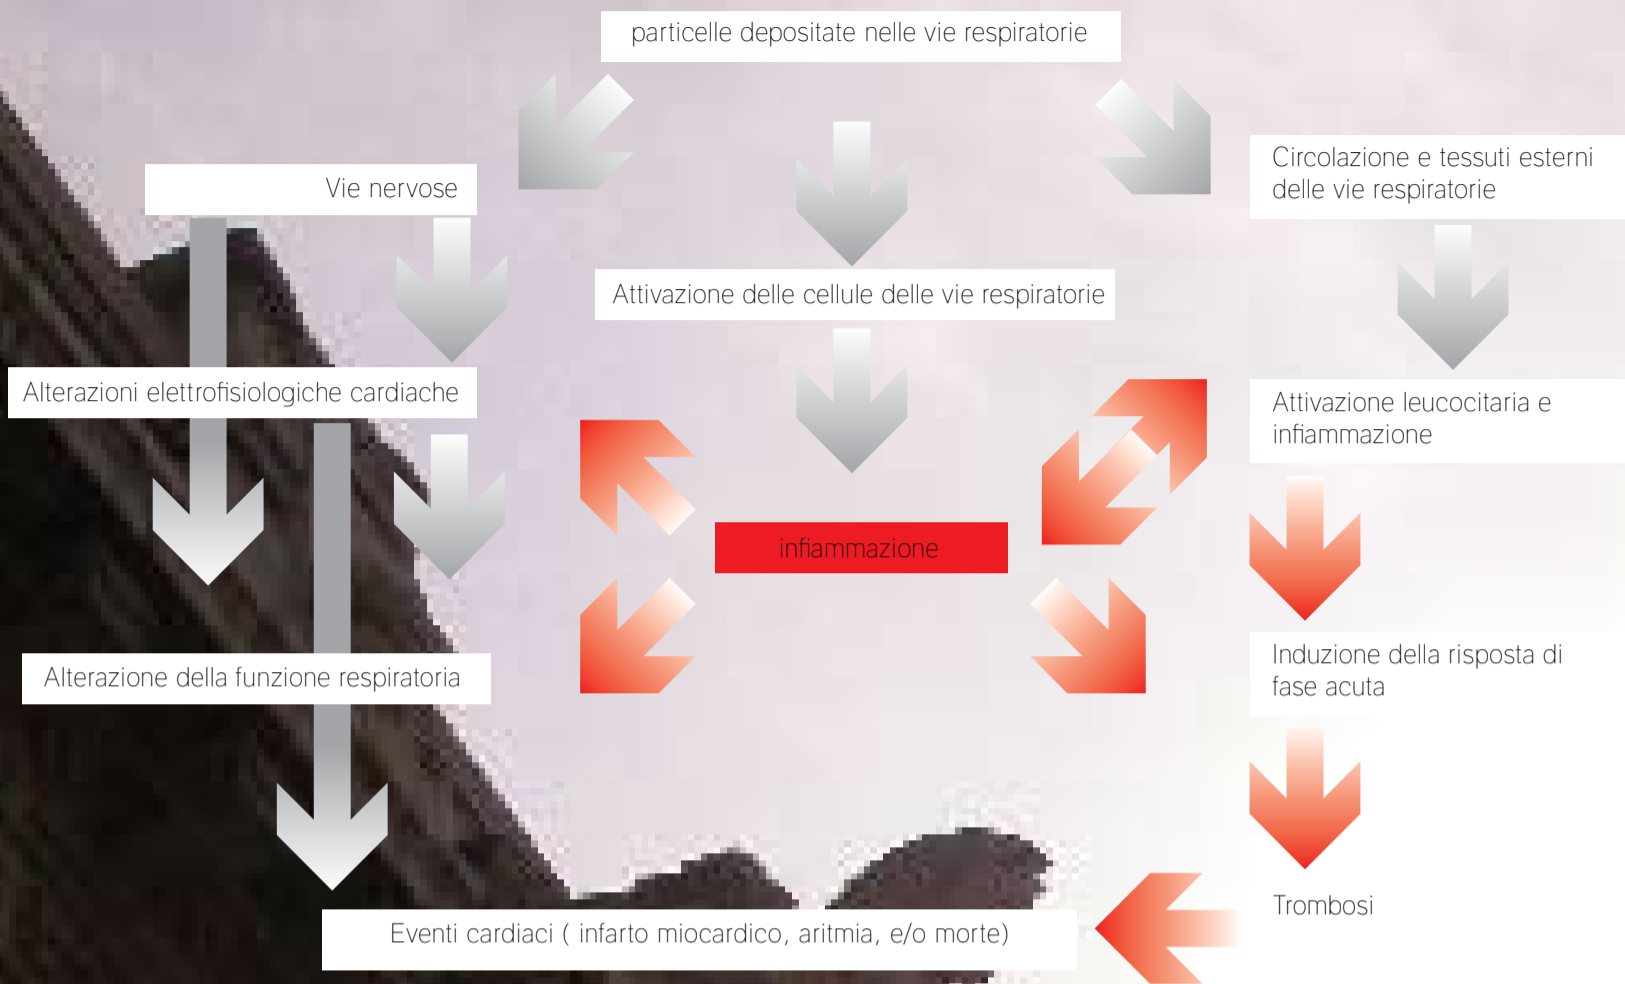 particelle depositate nelle vie respiratorie
Circolazione e tessuti esterni
delle vie respiratorie
Vie nervose
Attivazione delle cellule delle vie respiratorie
Alterazioni elettrofisiologiche cardiache
Attivazione leucocitaria e
infiammazione
infiammazione
Induzione della risposta di
fase acuta
Alterazione della funzione respiratoria
Trombosi
Eventi cardiaci ( infarto miocardico, aritmia, e/o morte)